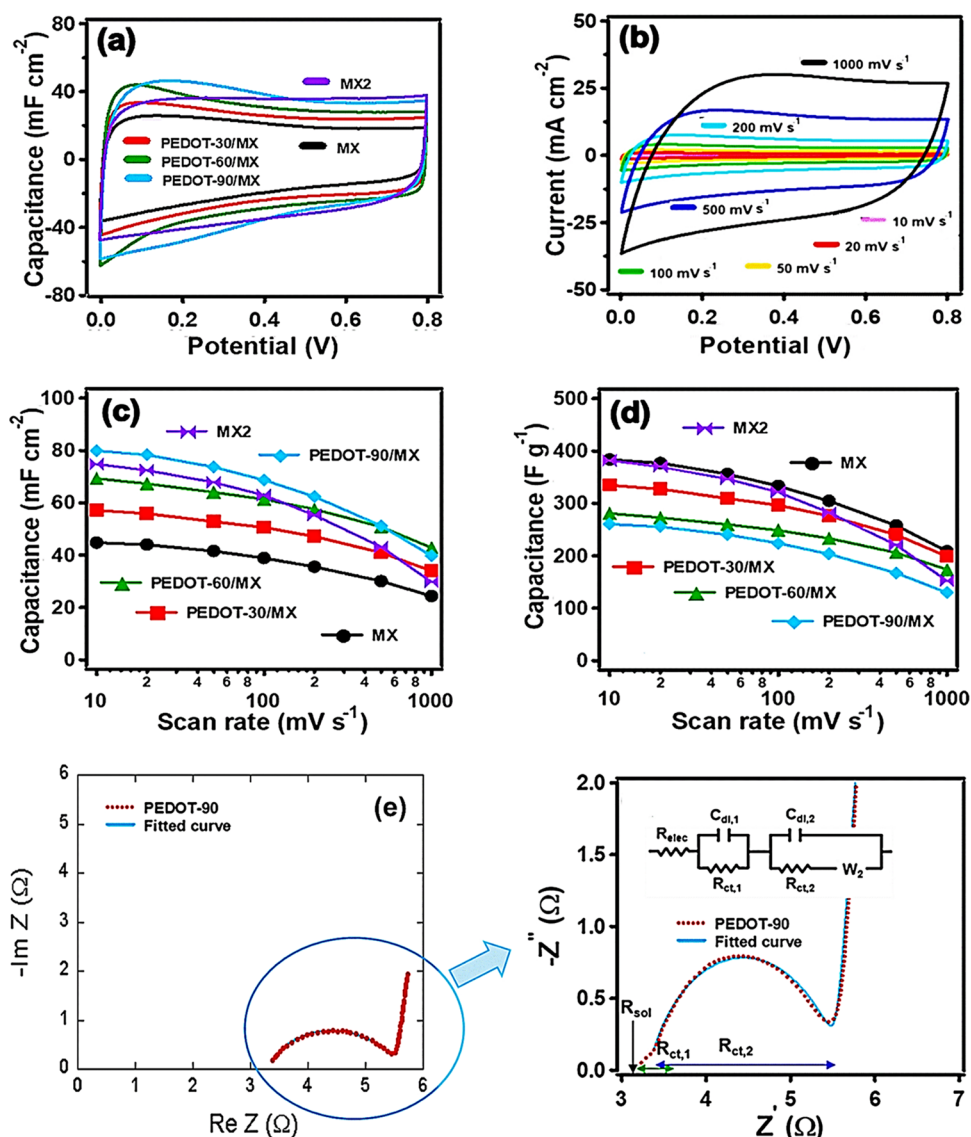 (a)
Capacitance (mF cm⁻²)
80
40
0
-40
-80
MX2
PEDOT-30/MX
PEDOT-60/MX
PEDOT-90/MX
MX
0.0 0.2 0.4 0.6 0.8
Potential (V)
(b)
Current (mA cm⁻²)
50
25
0
-25
-50
1000 mV s⁻¹
200 mV s⁻¹
500 mV s⁻¹
10 mV s⁻¹
20 mV s⁻¹
100 mV s⁻¹
50 mV s⁻¹
0.0 0.2 0.4 0.6 0.8
Potential (V)
(c)
Capacitance (mF cm⁻²)
100
80
60
40
20
0
MX2
PEDOT-90/MX
PEDOT-60/MX
PEDOT-30/MX
MX
10 2 4 6 8 100 2 4 6 8 1000
Scan rate (mV s⁻¹)
(d)
Capacitance (F g⁻¹)
500
400
300
200
100
0
MX2
MX
PEDOT-30/MX
PEDOT-60/MX
PEDOT-90/MX
10 2 4 6 8 100 2 4 6 8 1000
Scan rate (mV s⁻¹)
(e)
-Im Z (Ω)
6
5
4
3
2
1
0
PEDOT-90
Fitted curve
0 1 2 3 4 5 6
Re Z (Ω)
-Z'' (Ω)
2.0
1.5
1.0
0.5
0.0
Cdl,1
Cdl,2
Relec
Rct,1
Rct,2
W2
PEDOT-90
Fitted curve
Rsol
Rct,1
Rct,2
3 4 5 6 7
Z' (Ω)